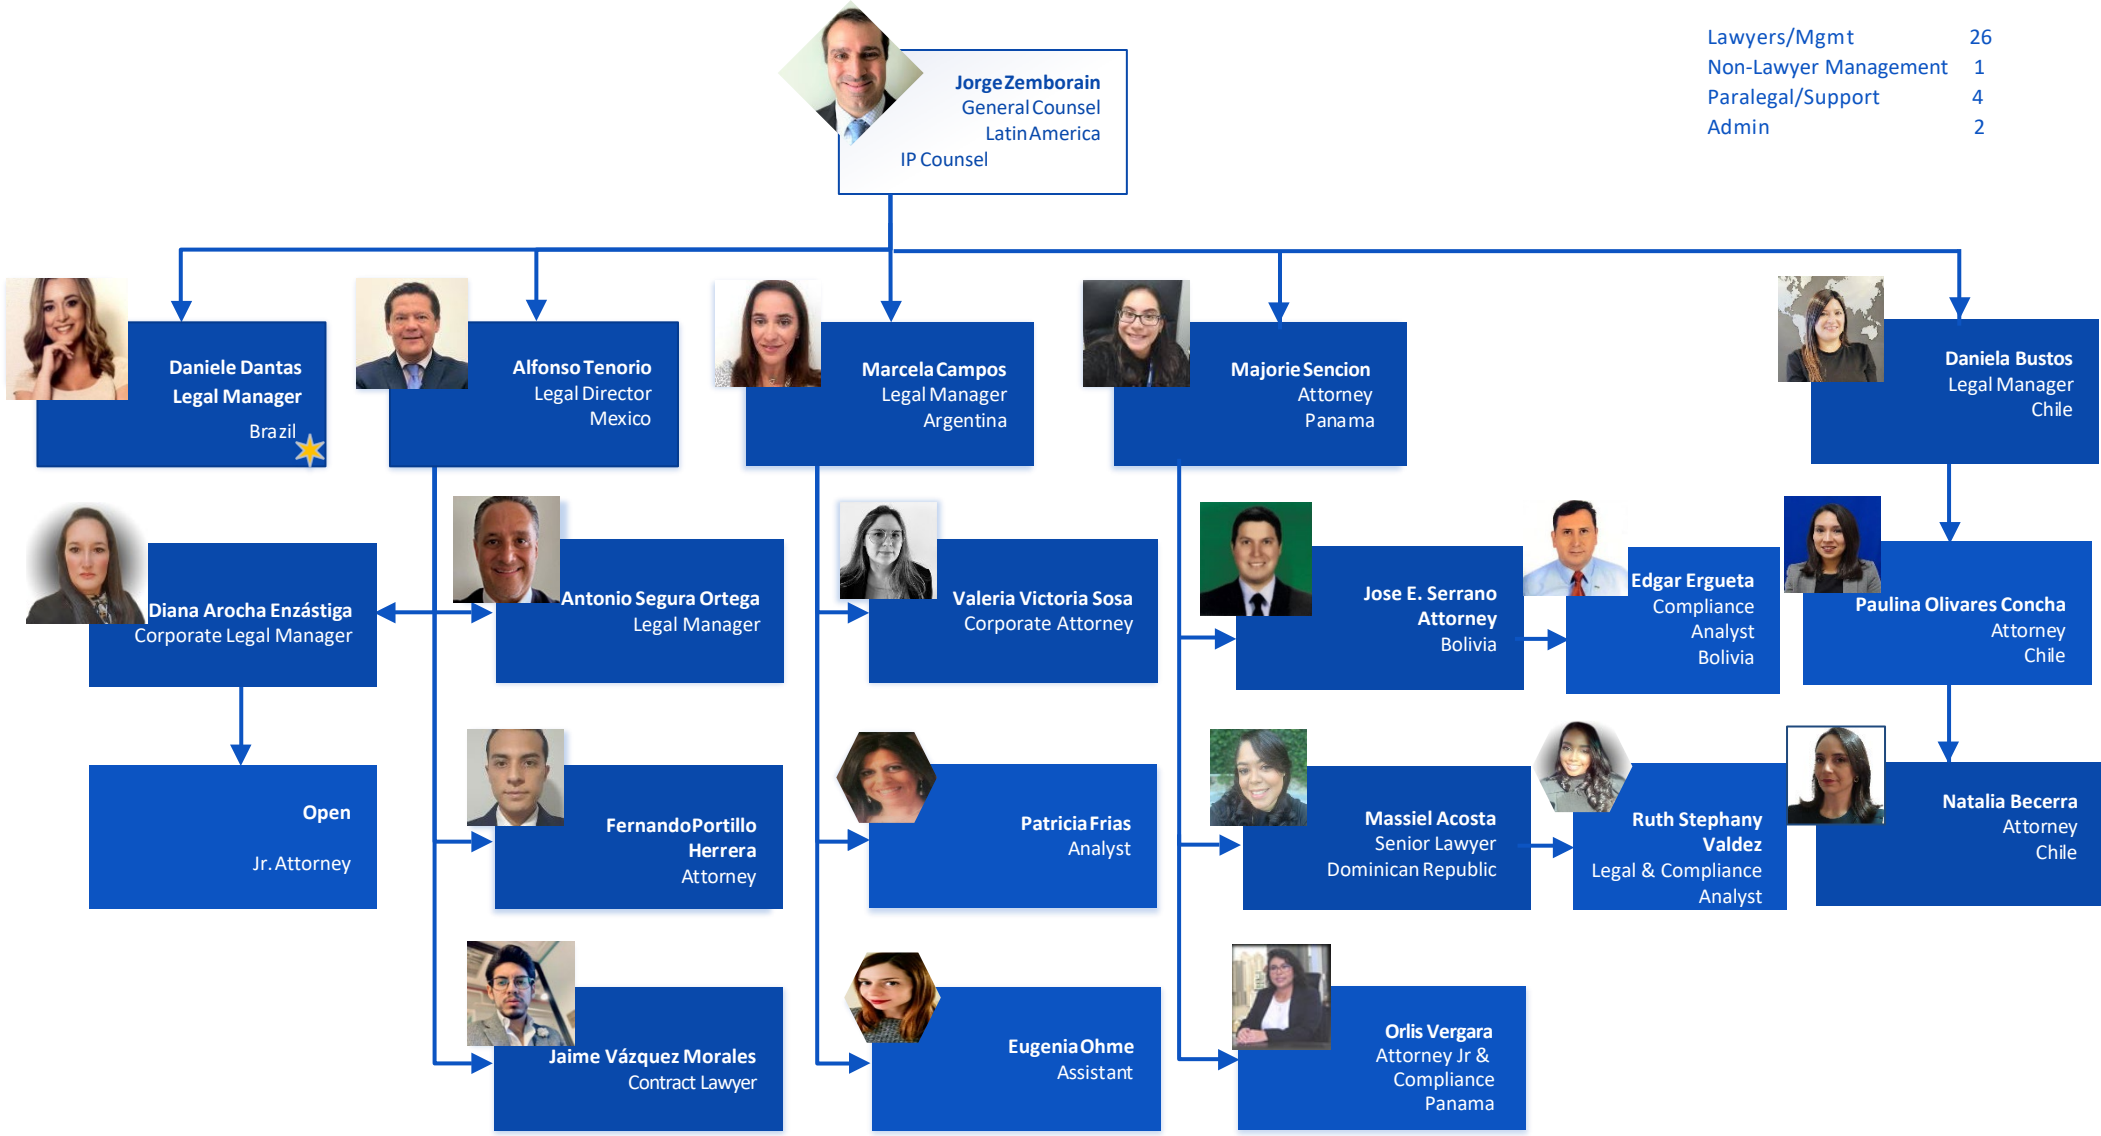 Lawyers/Mgmt 26
Non-Lawyer Management 1
Paralegal/Support 4
Admin 2
Jorge Zemborain
General Counsel
Latin America
IP Counsel
Daniele Dantas
Legal Manager
Brazil
Alfonso Tenorio
Legal Director
Mexico
Marcela Campos
Legal Manager
Argentina
Majorie Sencion
Attorney
Panama
Daniela Bustos
Legal Manager
Chile
Diana Arocha Enzástiga
Corporate Legal Manager
Antonio Segura Ortega
Legal Manager
Valeria Victoria Sosa
Corporate Attorney
Jose E. Serrano
Attorney
Bolivia
Edgar Ergueta
Compliance
Analyst
Bolivia
Paulina Olivares Concha
Attorney
Chile
Open
Jr. Attorney
Fernando Portillo
Herrera
Attorney
Patricia Frias
Analyst
Massiel Acosta
Senior Lawyer
Dominican Republic
Ruth Stephany
Valdez
Legal & Compliance
Analyst
Natalia Becerra
Attorney
Chile
Jaime Vázquez Morales
Contract Lawyer
Eugenia Ohme
Assistant
Orlis Vergara
Attorney Jr &
Compliance
Panama